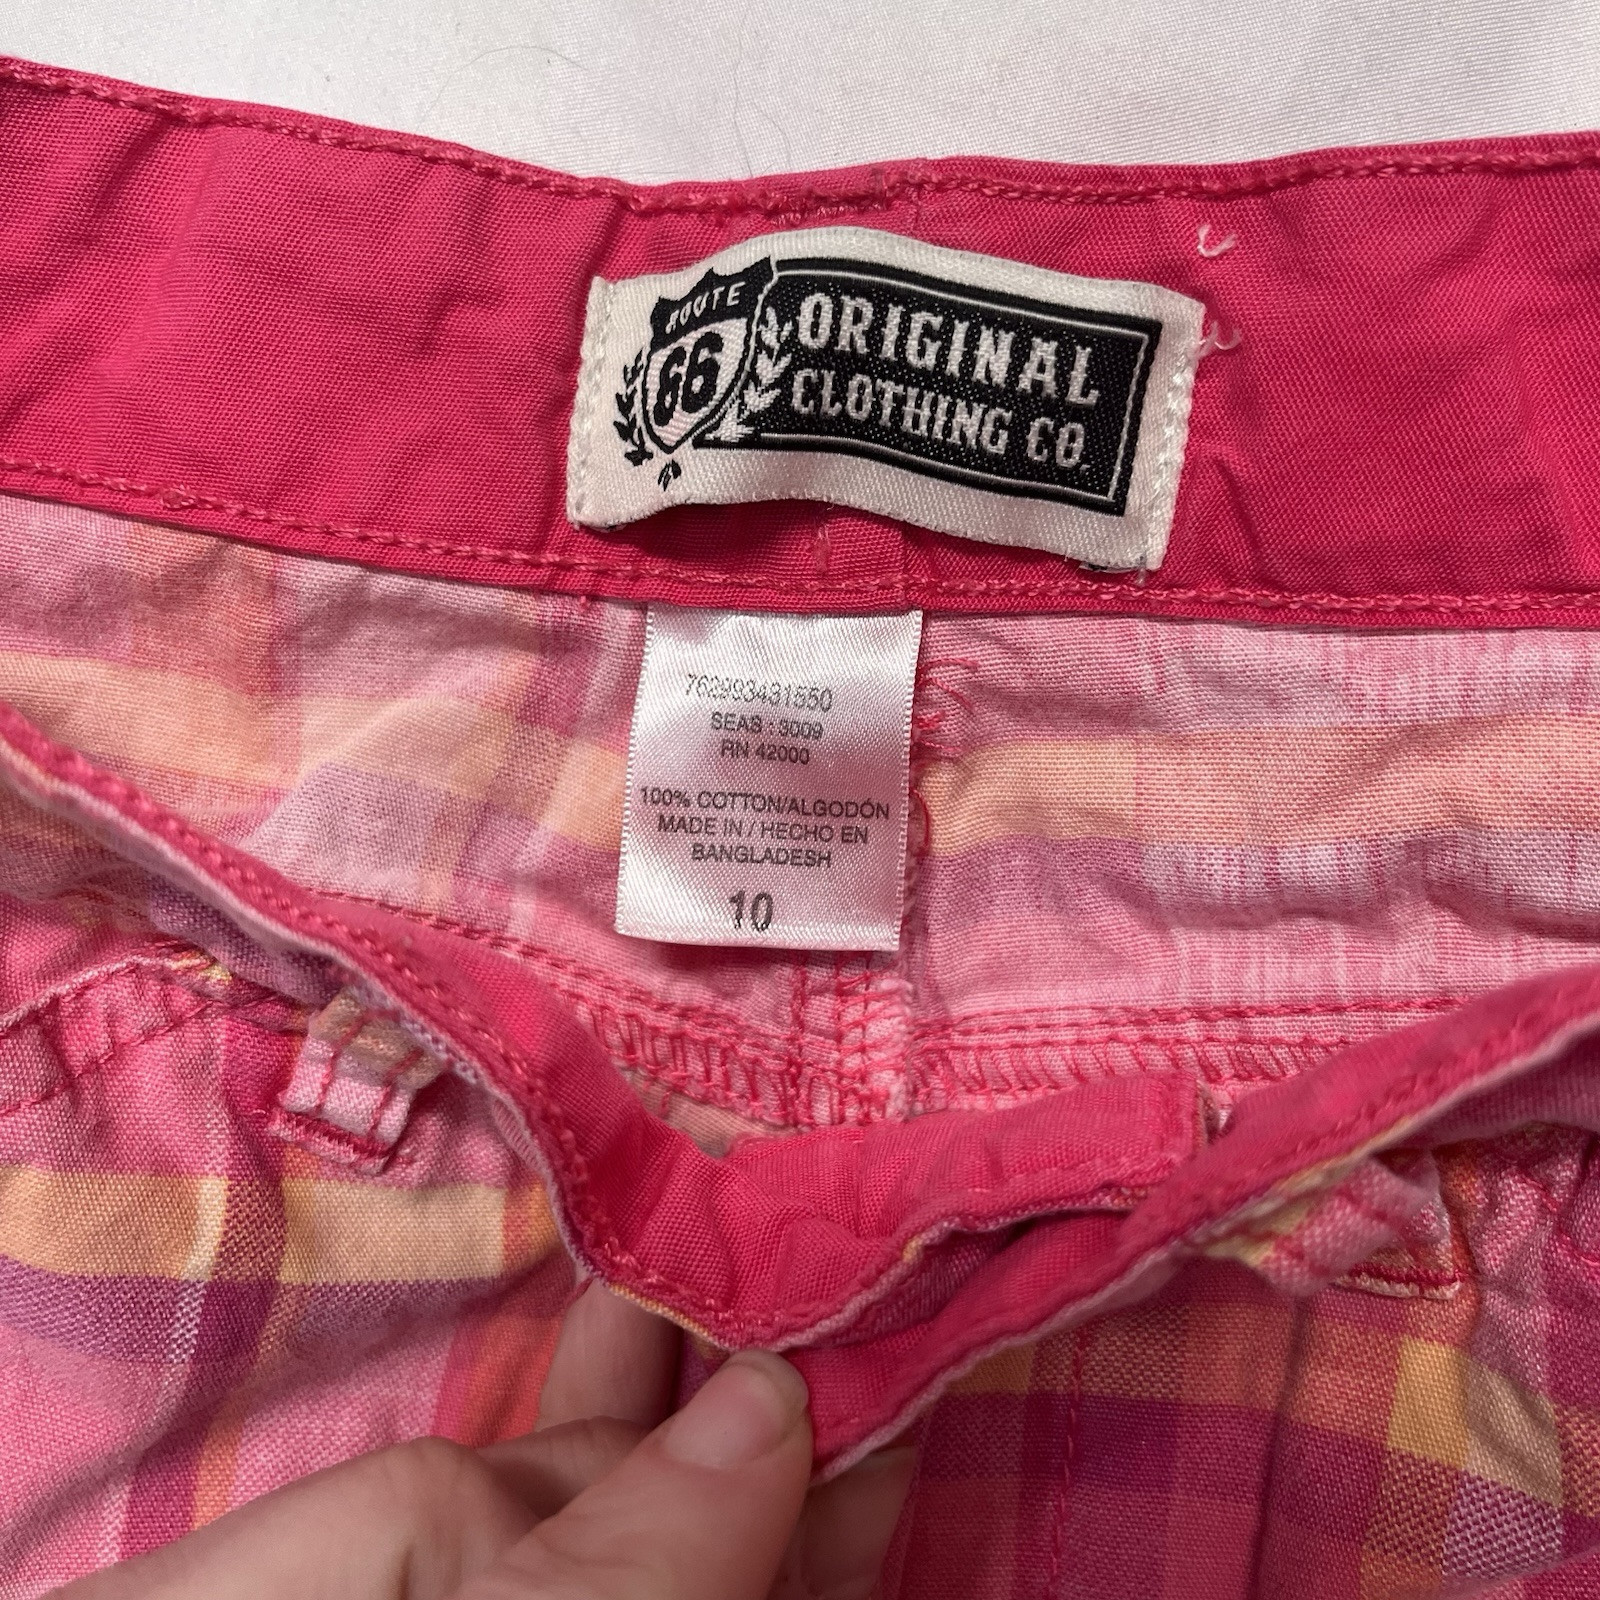 ROUTE
66
ORIGINAL
CLOTHING CO.
762993431550
SEAS : 3009
RN 42000
100% COTTON/ALGODÓN
MADE IN / HECHO EN
BANGLADESH
10